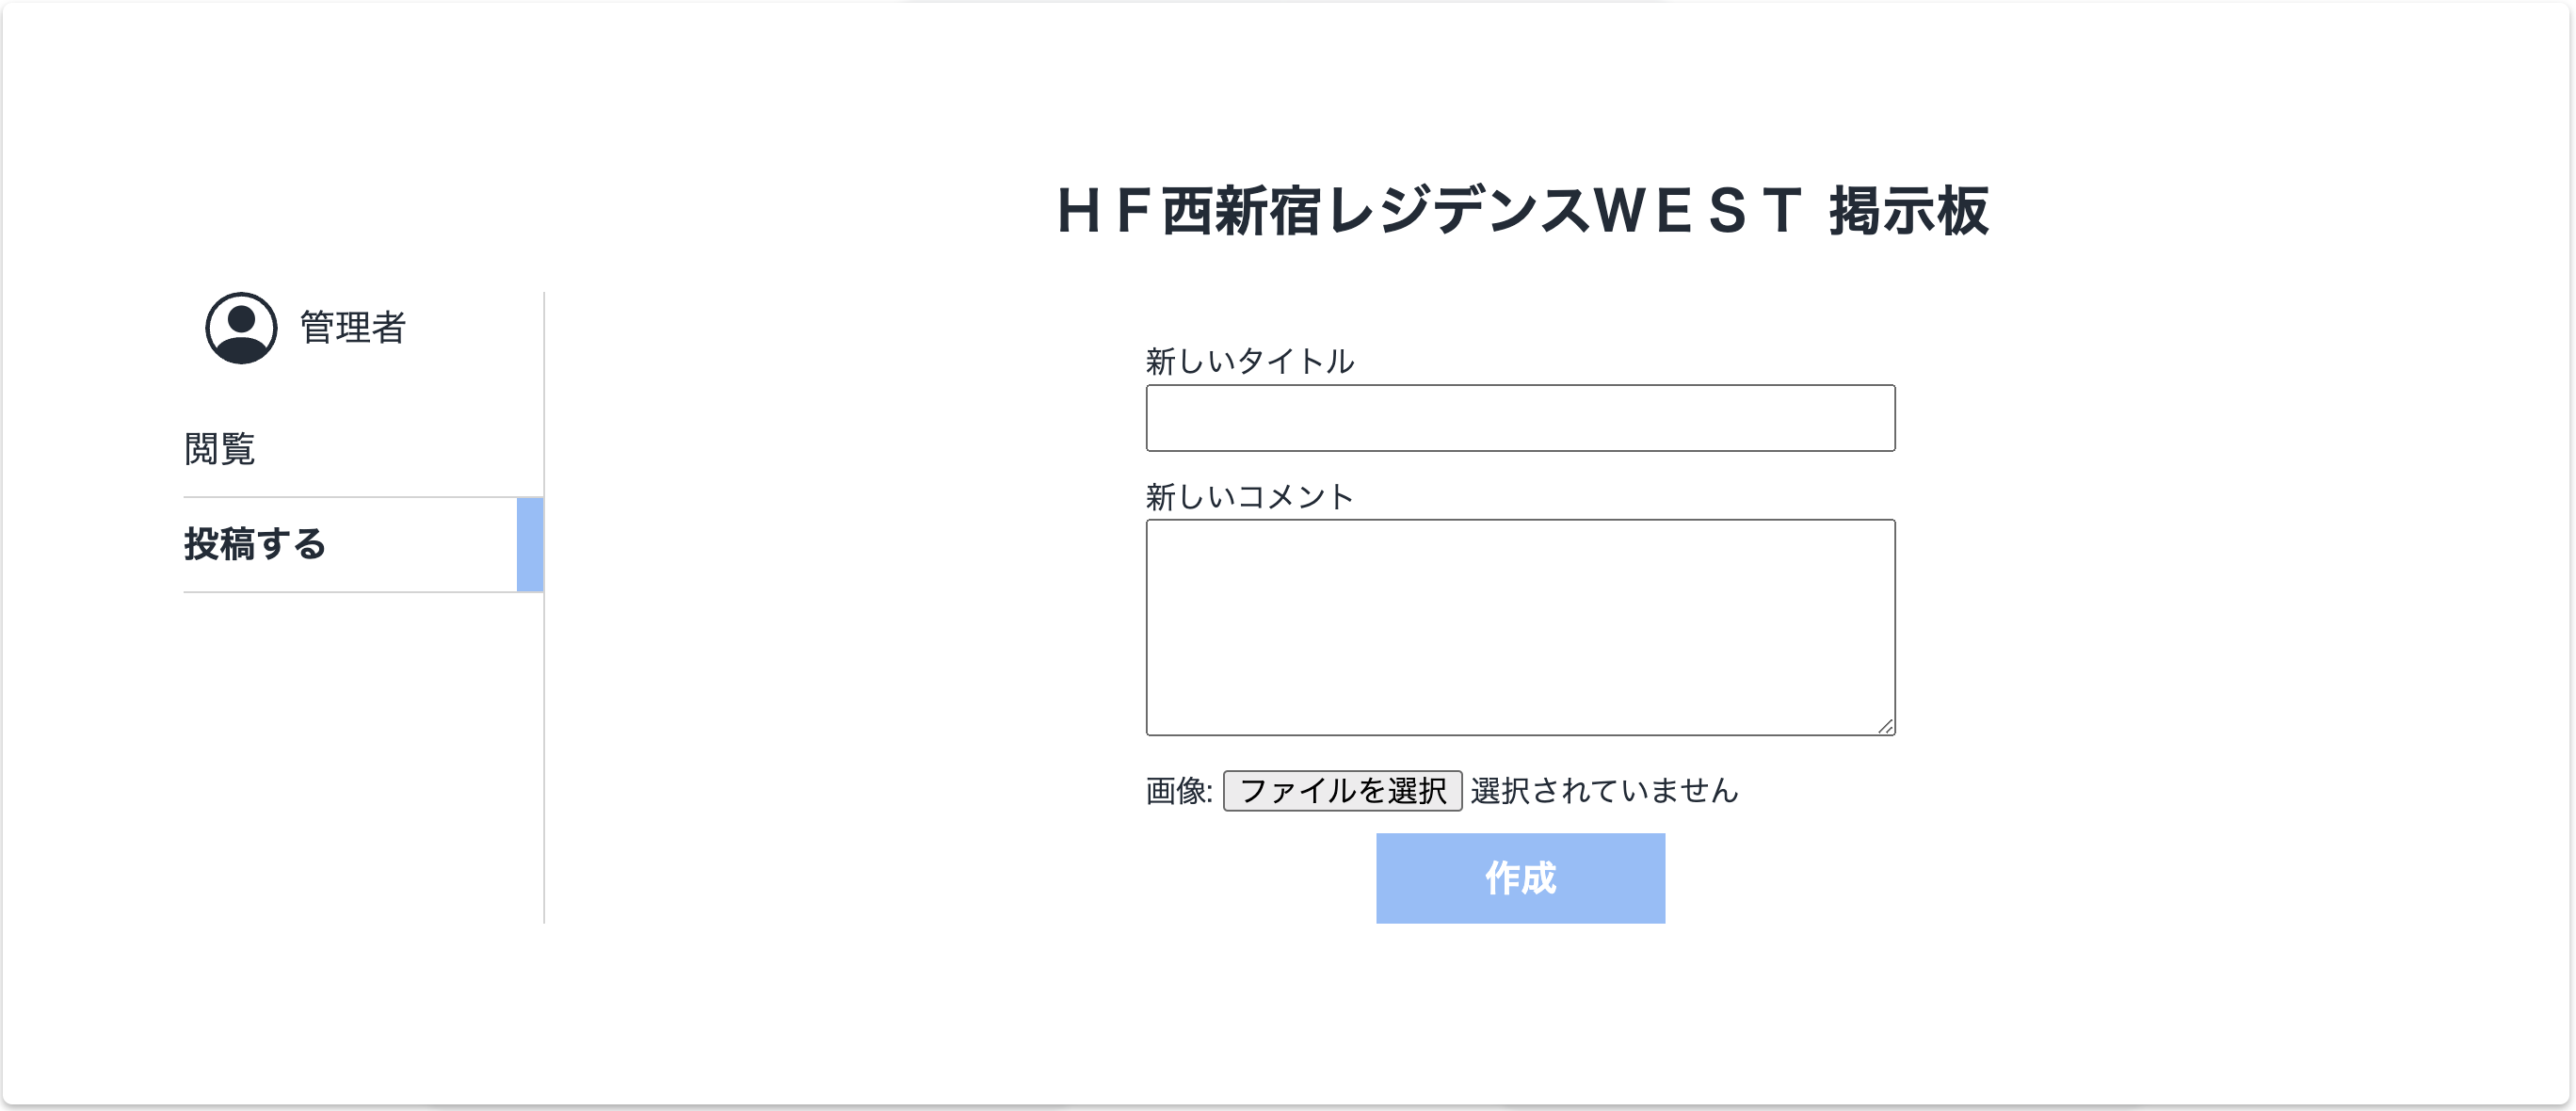 ＨＦ西新宿レジデンスＷＥＳＴ 掲示板
管理者
閲覧
投稿する
新しいタイトル
新しいコメント
画像: ファイルを選択 選択されていません
作成